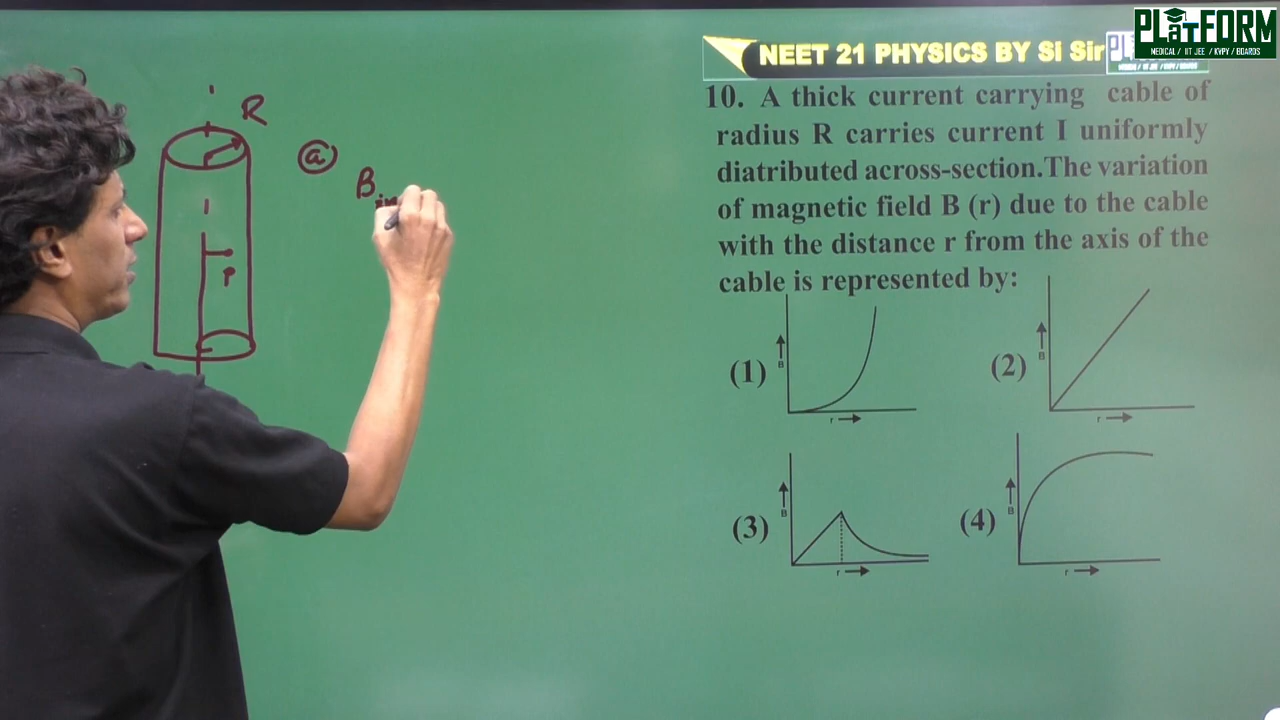 PLATFORM
MEDICAL / IIT JEE / KVPY / BOARDS
NEET 21 PHYSICS BY Si Sir
10. A thick current carrying cable of
radius R carries current I uniformly
diatributed across-section.The variation
of magnetic field B (r) due to the cable
with the distance r from the axis of the
cable is represented by:
(1)
B
r
(2)
B
r
(3)
B
r
(4)
B
r
R
(a)
B in
r